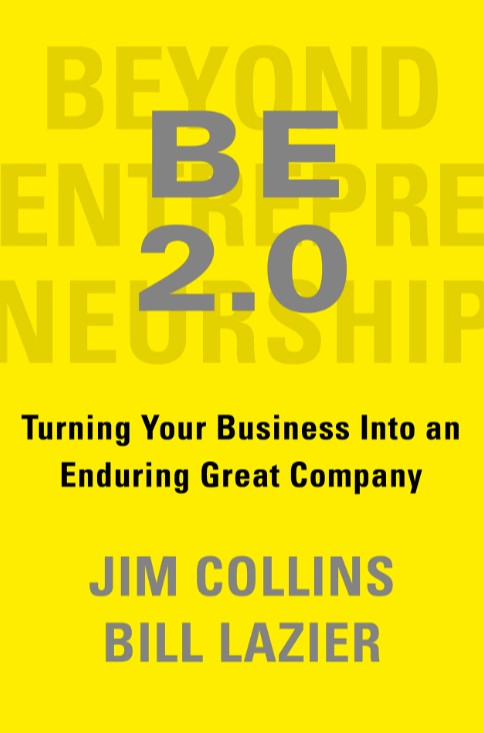 BEYOND
ENTREPRE
NEURSHIP
BE
2.0
Turning Your Business Into an
Enduring Great Company
JIM COLLINS
BILL LAZIER